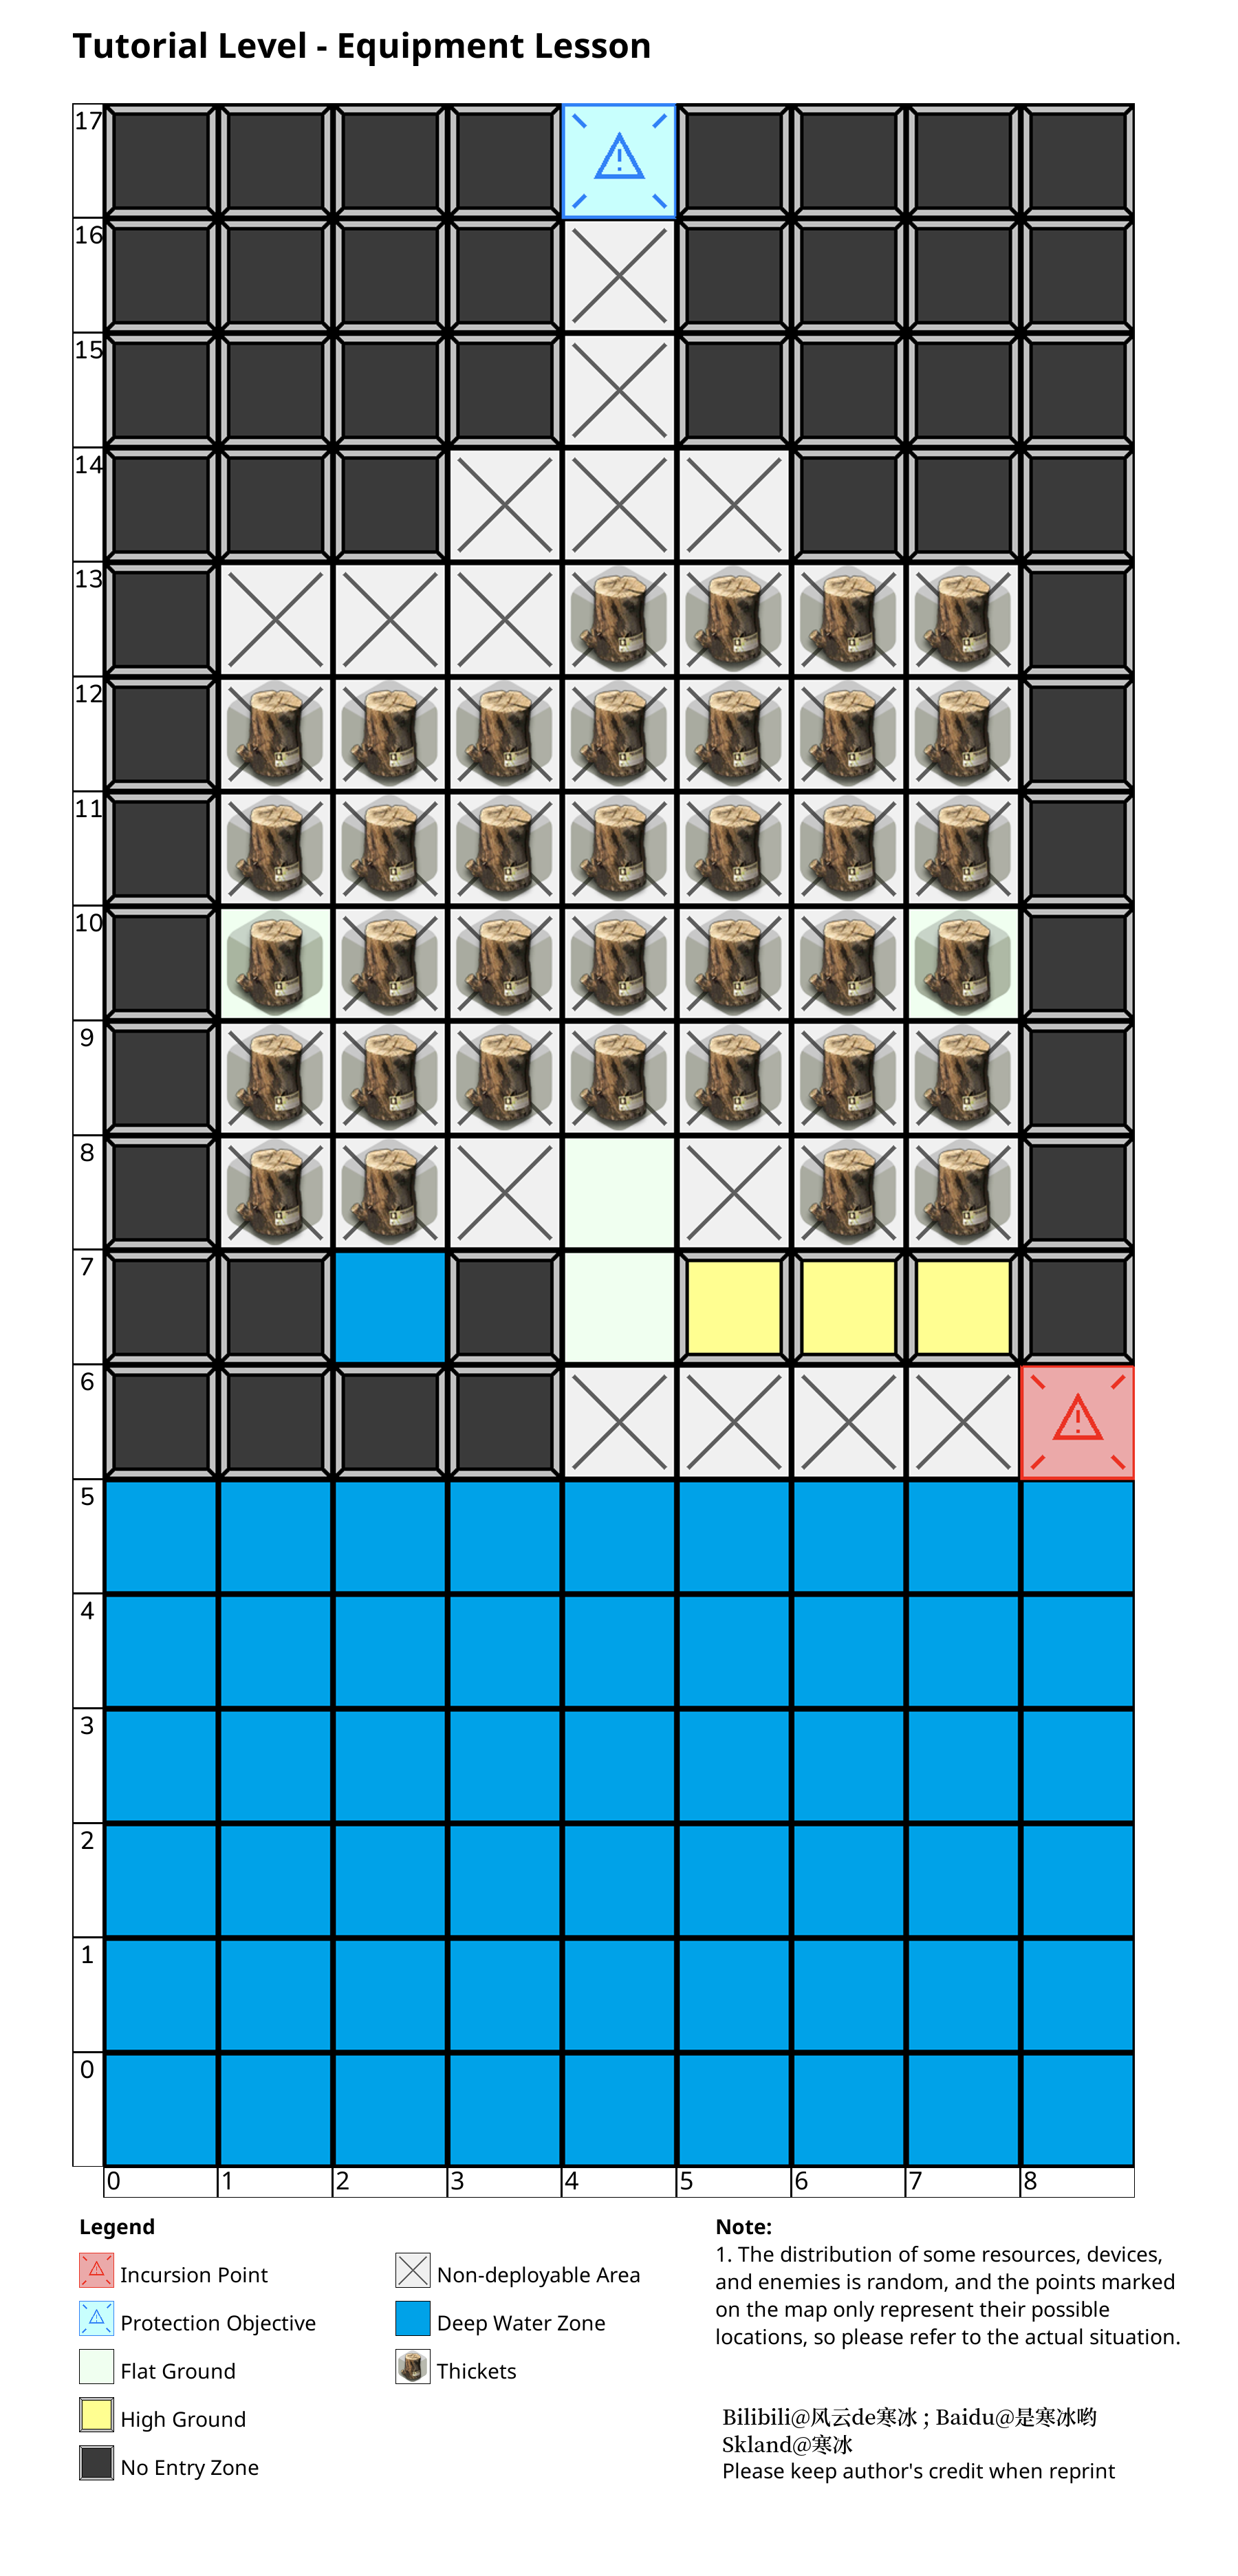 Tutorial Level - Equipment Lesson
17
16
15
14
13
12
11
10
9
8
7
6
5
4
3
2
1
0
0 1 2 3 4 5 6 7 8
Legend
Incursion Point
Protection Objective
Flat Ground
High Ground
No Entry Zone
Non-deployable Area
Deep Water Zone
Thickets
Note:
1. The distribution of some resources, devices,
and enemies is random, and the points marked
on the map only represent their possible
locations, so please refer to the actual situation.
Bilibili@风云de寒冰 ; Baidu@是寒冰哟
Skland@寒冰
Please keep author's credit when reprint